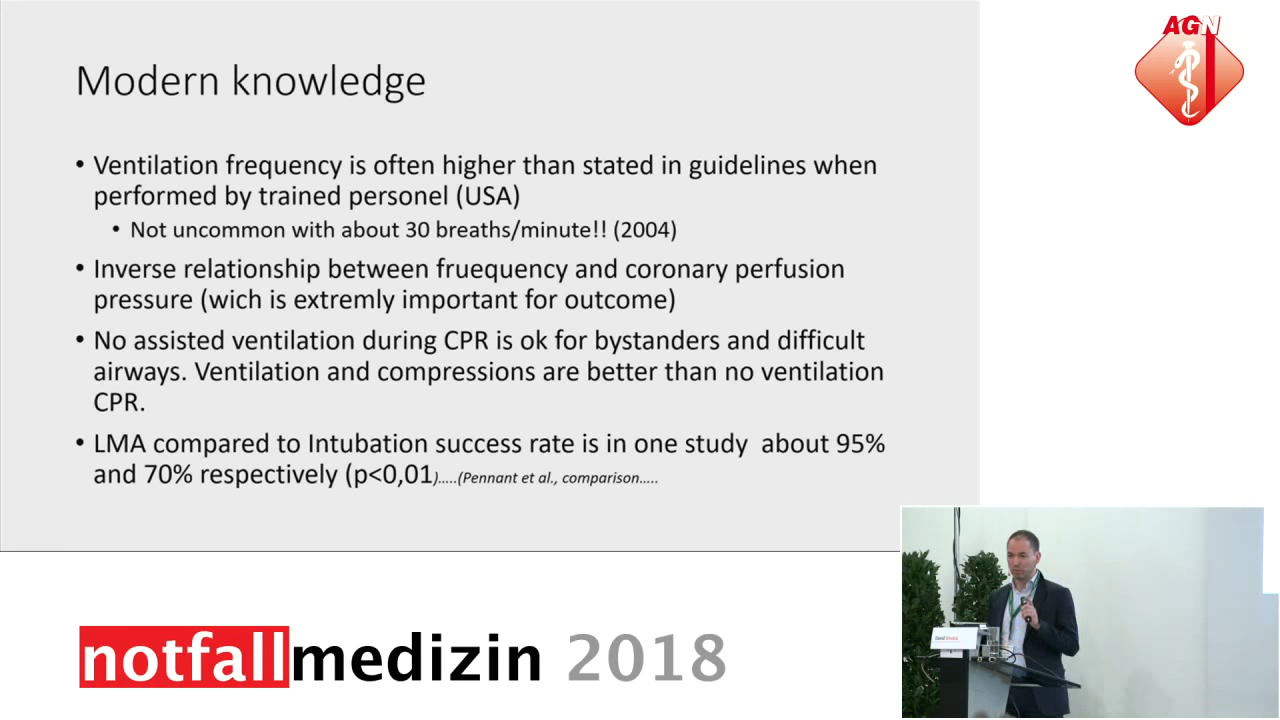 AGN
Modern knowledge
• Ventilation frequency is often higher than stated in guidelines when
performed by trained personel (USA)
• Not uncommon with about 30 breaths/minute!! (2004)
• Inverse relationship between fruequency and coronary perfusion
pressure (wich is extremly important for outcome)
• No assisted ventilation during CPR is ok for bystanders and difficult
airways. Ventilation and compressions are better than no ventilation
CPR.
• LMA compared to Intubation success rate is in one study  about 95%
and 70% respectively (p<0,01)…..(Pennant et al., comparison…..
notfallmedizin 2018